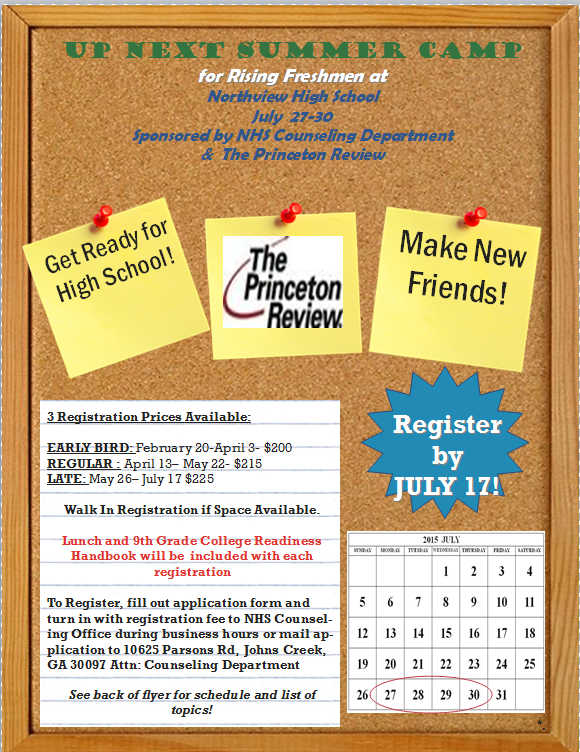 UP NEXT SUMMER CAMP
for Rising Freshmen at
Northview High School
July 27-30
Sponsored by NHS Counseling Department
& The Princeton Review
Get Ready for
High School!
The
Princeton
Review
Make New
Friends!
3 Registration Prices Available:
EARLY BIRD: February 20-April 3- $200
REGULAR : April 13– May 22- $215
LATE: May 26– July 17 $225
Walk In Registration if Space Available.
Lunch and 9th Grade College Readiness
Handbook will be included with each
registration
To Register, fill out application form and
turn in with registration fee to NHS Counsel-
ing Office during business hours or mail ap-
plication to 10625 Parsons Rd, Johns Creek,
GA 30097 Attn: Counseling Department
See back of flyer for schedule and list of
topics!
Register
by
JULY 17!
2015 JULY
SUNDAY MONDAY TUESDAY WEDNESDAY THURSDAY FRIDAY SATURDAY
1 2 3 4
5 6 7 8 9 10 11
12 13 14 15 16 17 18
19 20 21 22 23 24 25
26 27 28 29 30 31